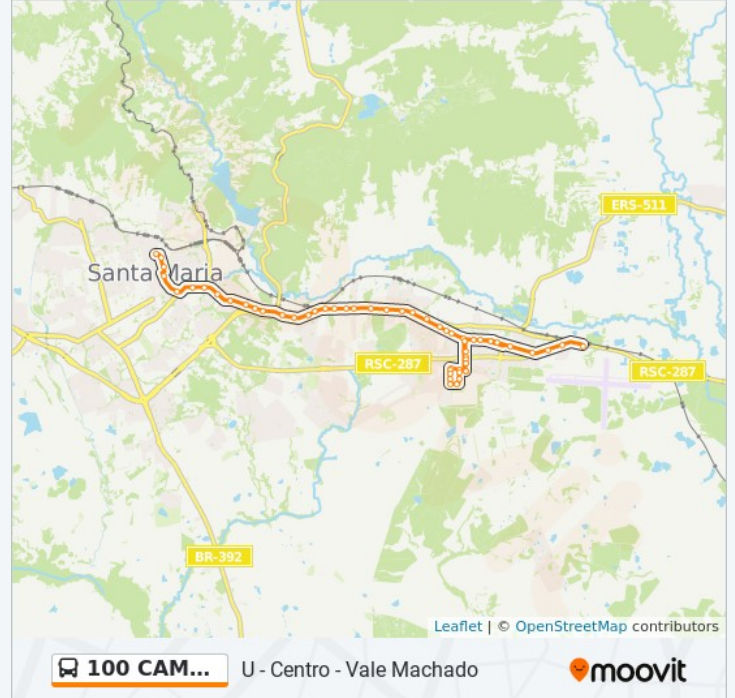 ERS-511
Santa Maria
RSC-287
RSC-287
BR-392
Leaflet | © OpenStreetMap contributors
100 CAM...
U - Centro - Vale Machado
moovit